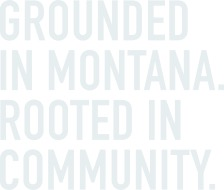 GROUNDED
IN MONTANA.
ROOTED IN
COMMUNITY.